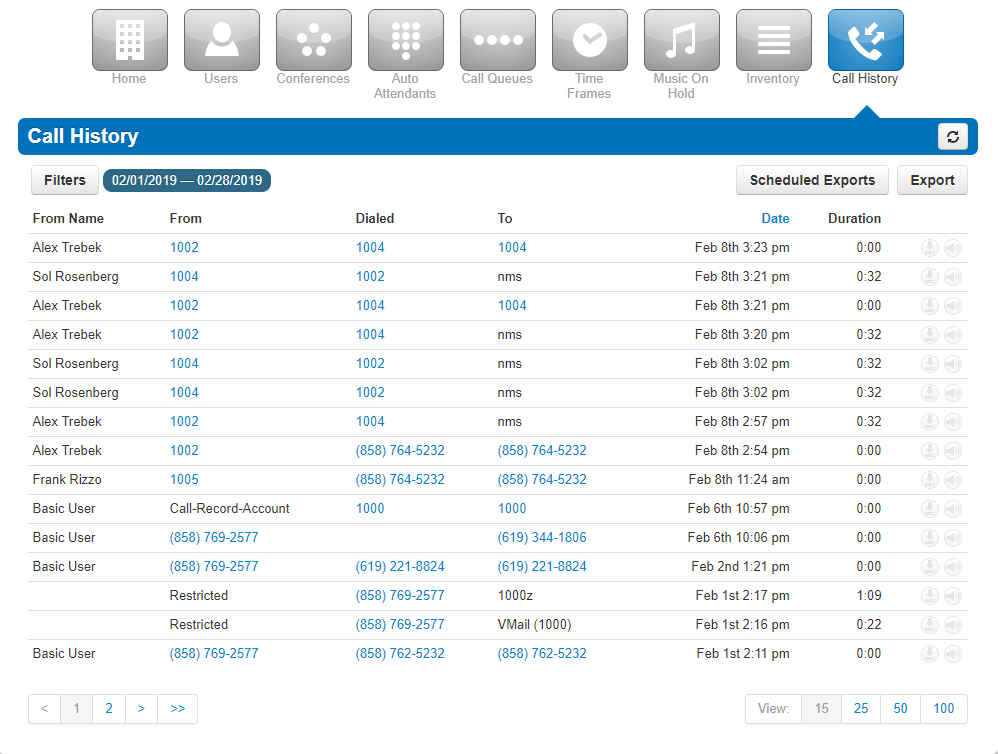 Home Users Conferences Auto Attendants Call Queues Time Frames Music On Hold Inventory Call History
Call History
Filters 02/01/2019 — 02/28/2019 Scheduled Exports Export
From Name From Dialed To Date Duration
Alex Trebek 1002 1004 1004 Feb 8th 3:23 pm 0:00
Sol Rosenberg 1004 1002 nms Feb 8th 3:21 pm 0:32
Alex Trebek 1002 1004 1004 Feb 8th 3:21 pm 0:00
Alex Trebek 1002 1004 nms Feb 8th 3:20 pm 0:32
Sol Rosenberg 1004 1002 nms Feb 8th 3:02 pm 0:32
Sol Rosenberg 1004 1002 nms Feb 8th 3:02 pm 0:32
Alex Trebek 1002 1004 nms Feb 8th 2:57 pm 0:32
Alex Trebek 1002 (858) 764-5232 (858) 764-5232 Feb 8th 2:54 pm 0:00
Frank Rizzo 1005 (858) 764-5232 (858) 764-5232 Feb 8th 11:24 am 0:00
Basic User Call-Record-Account 1000 1000 Feb 6th 10:57 pm 0:00
Basic User (858) 769-2577 (619) 344-1806 Feb 6th 10:06 pm 0:00
Basic User (858) 769-2577 (619) 221-8824 (619) 221-8824 Feb 2nd 1:21 pm 0:00
Restricted (858) 769-2577 1000z Feb 1st 2:17 pm 1:09
Restricted (858) 769-2577 VMail (1000) Feb 1st 2:16 pm 0:22
Basic User (858) 769-2577 (858) 762-5232 (858) 762-5232 Feb 1st 2:11 pm 0:00
< 1 2 > >> View: 15 25 50 100